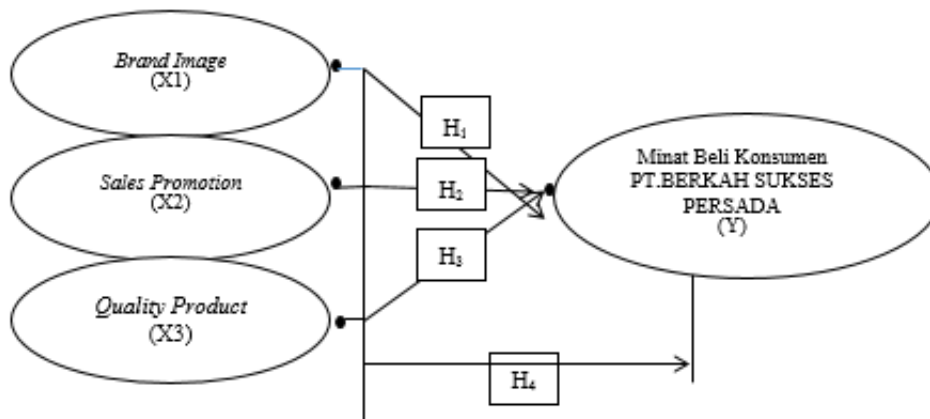 Brand Image
(X1)
H₁
Sales Promotion
(X2)
H₂
Minat Beli Konsumen
PT.BERKAH SUKSES
PERSADA
(Y)
H₃
Quality Product
(X3)
H₄